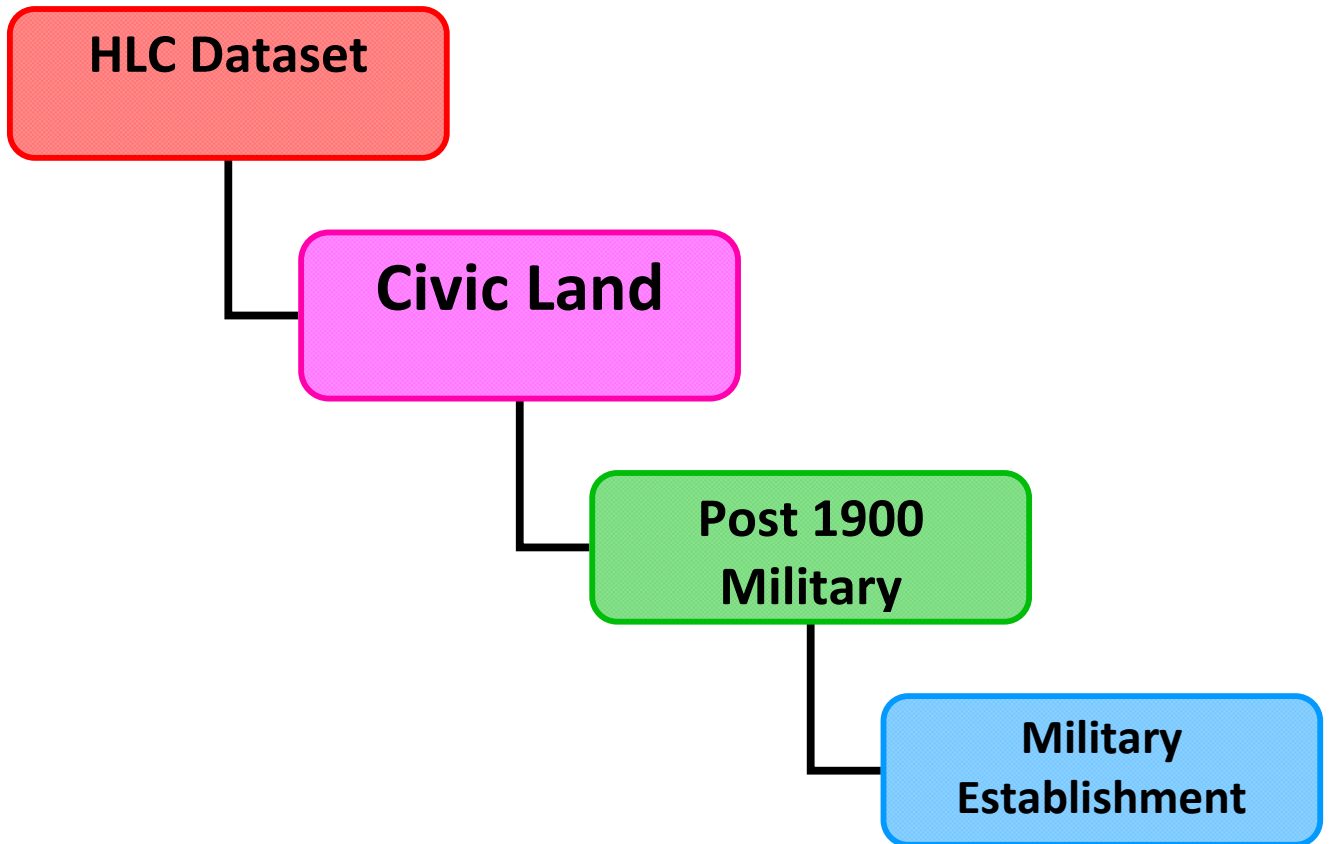 HLC Dataset
Civic Land
Post 1900
Military
Military
Establishment